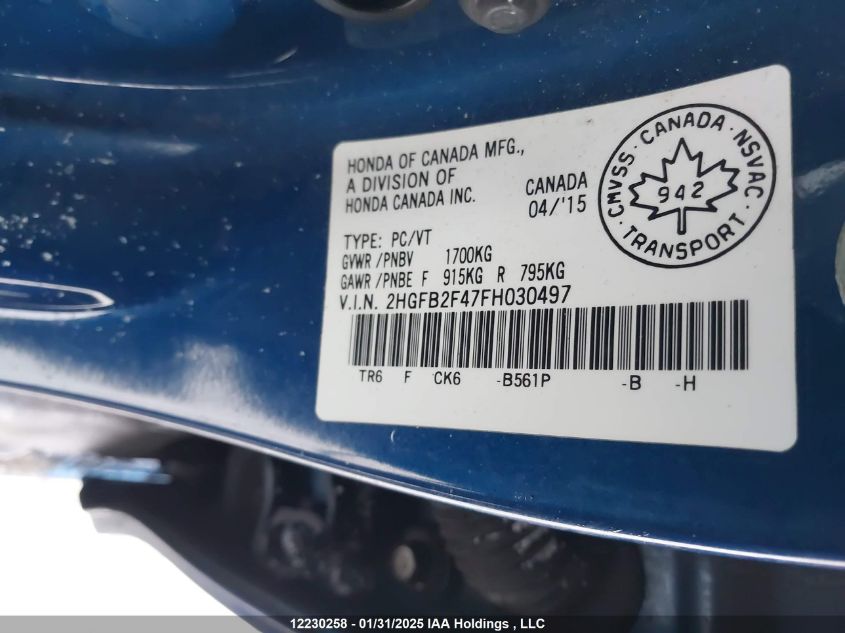 HONDA OF CANADA MFG.,
A DIVISION OF
HONDA CANADA INC.
CANADA
04/'15
CMVSS · CANADA · NSVAC ·
942
TRANSPORT
TYPE: PC/VT
GVWR /PNBV 1700KG
GAWR /PNBE F 915KG R 795KG
V.I.N. 2HGFB2F47FH030497
TR6 F CK6 -B561P -B -H
12230258 - 01/31/2025 IAA Holdings , LLC